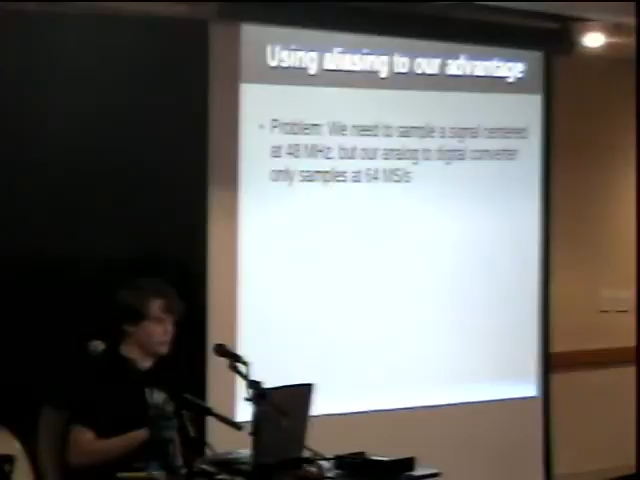 Using aliasing to our advantage
• Problem: We need to sample a signal centered
at 48 MHz, but our analog to digital converter
only samples at 64 MS/s